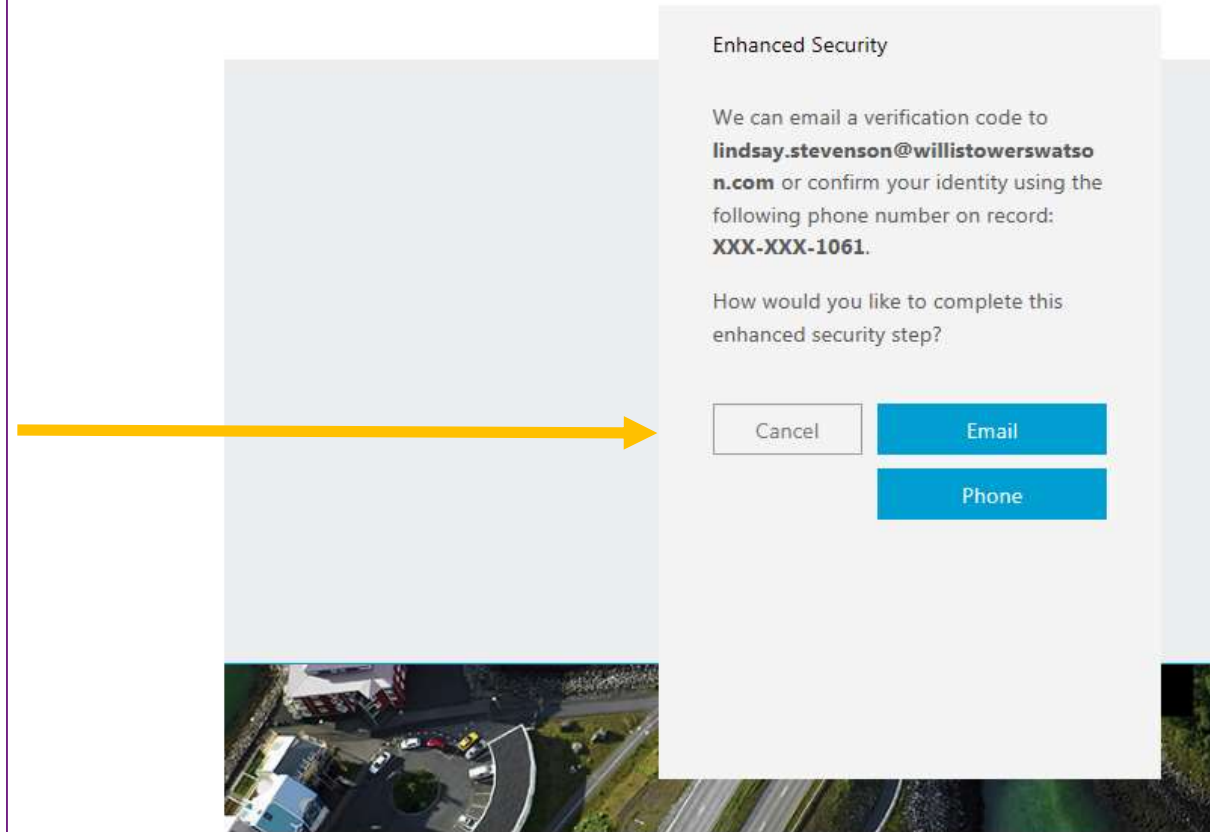 Enhanced Security
We can email a verification code to
lindsay.stevenson@willistowerswatso
n.com or confirm your identity using the
following phone number on record:
XXX-XXX-1061.
How would you like to complete this
enhanced security step?
Cancel Email
Phone